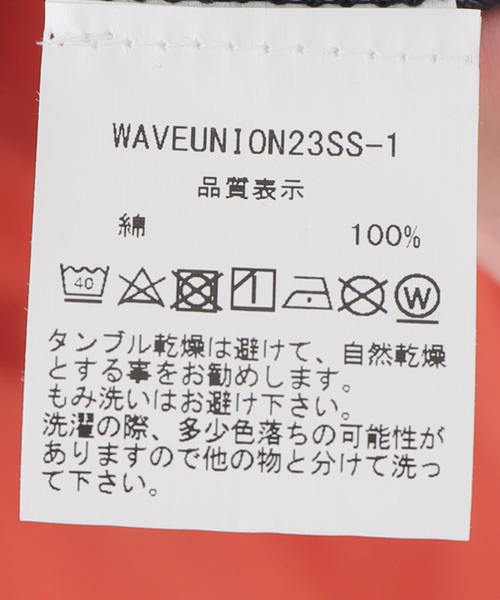 WAVEUNION23SS-1
品質表示
綿 100%
40 W
タンブル乾燥は避けて、自然乾燥
とする事をお勧めします。
もみ洗いはお避け下さい。
洗濯の際、多少色落ちの可能性が
ありますので他の物と分けて洗っ
て下さい。